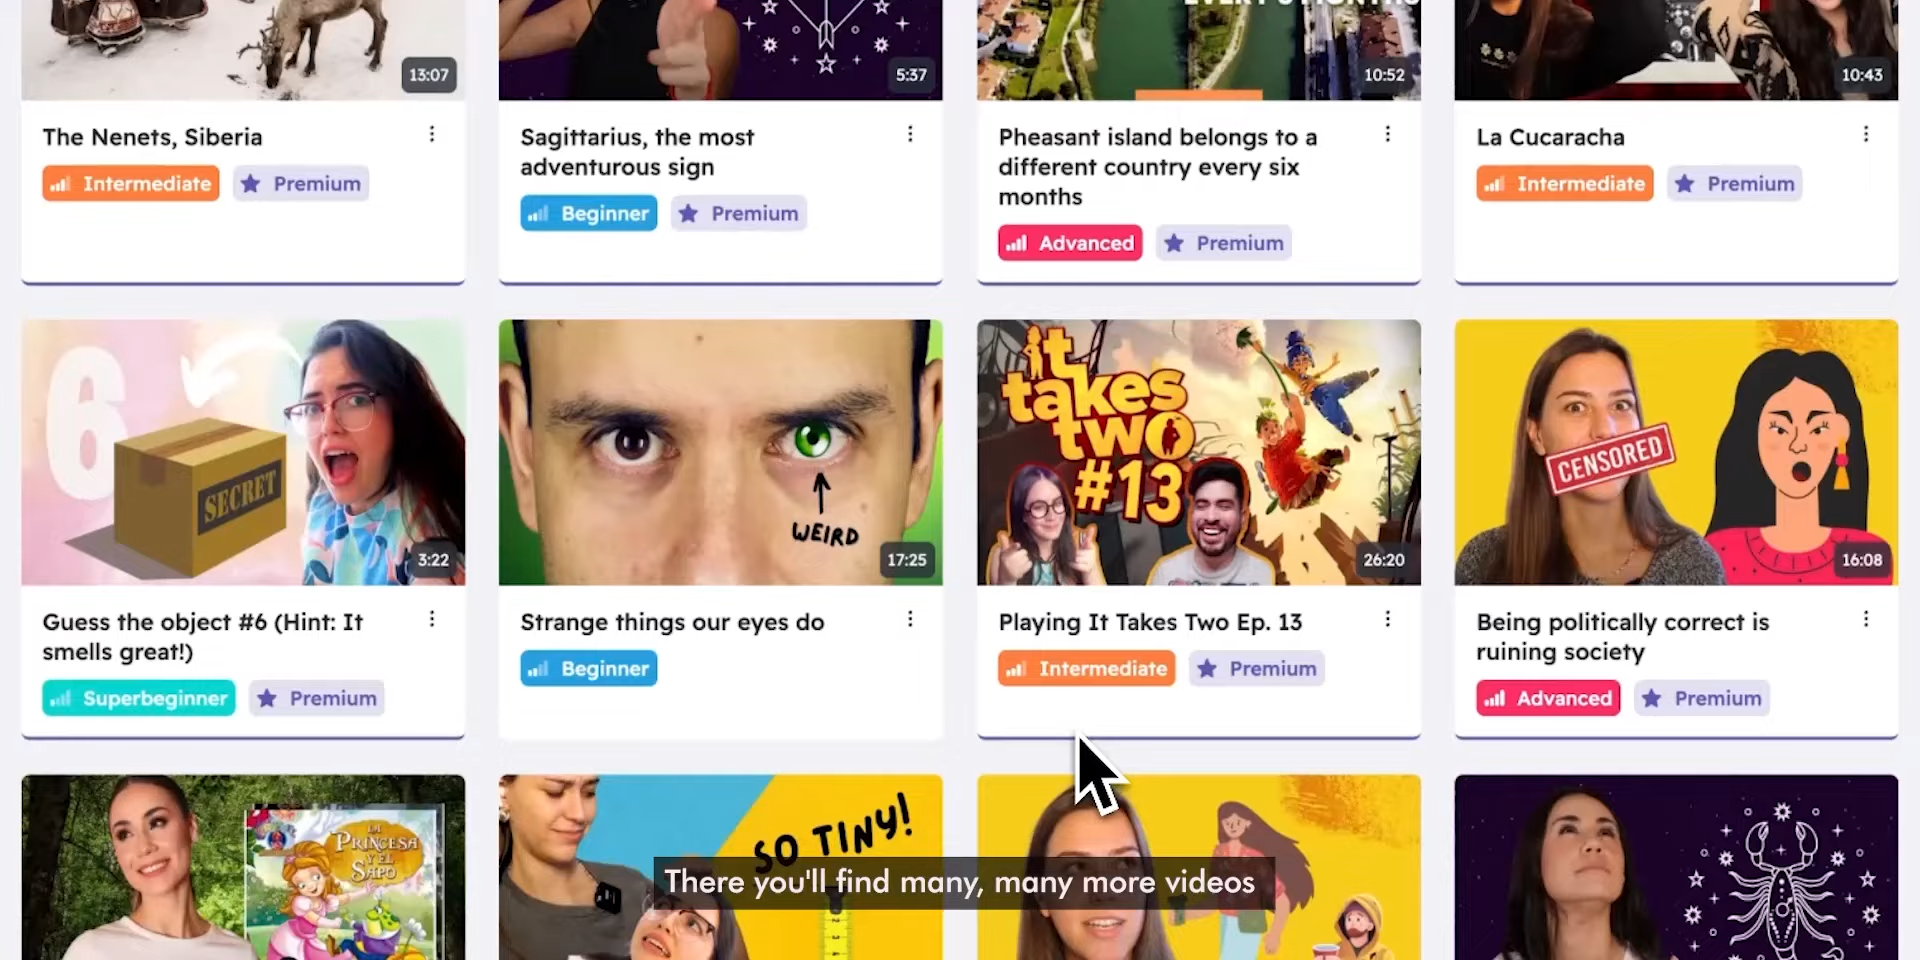 EVERY 6 MONTHS
13:07
5:37
10:52
10:43
The Nenets, Siberia
Intermediate
Premium
Sagittarius, the most
adventurous sign
Beginner
Premium
Pheasant island belongs to a
different country every six
months
Advanced
Premium
La Cucaracha
Intermediate
Premium
6
SECRET
3:22
WEIRD
17:25
it
takes
two
#13
26:20
CENSORED
16:08
Guess the object #6 (Hint: It
smells great!)
Superbeginner
Premium
Strange things our eyes do
Beginner
Playing It Takes Two Ep. 13
Intermediate
Premium
Being politically correct is
ruining society
Advanced
Premium
LA
PRINCESA
Y EL
SAPO
SO TINY!
There you'll find many, many more videos